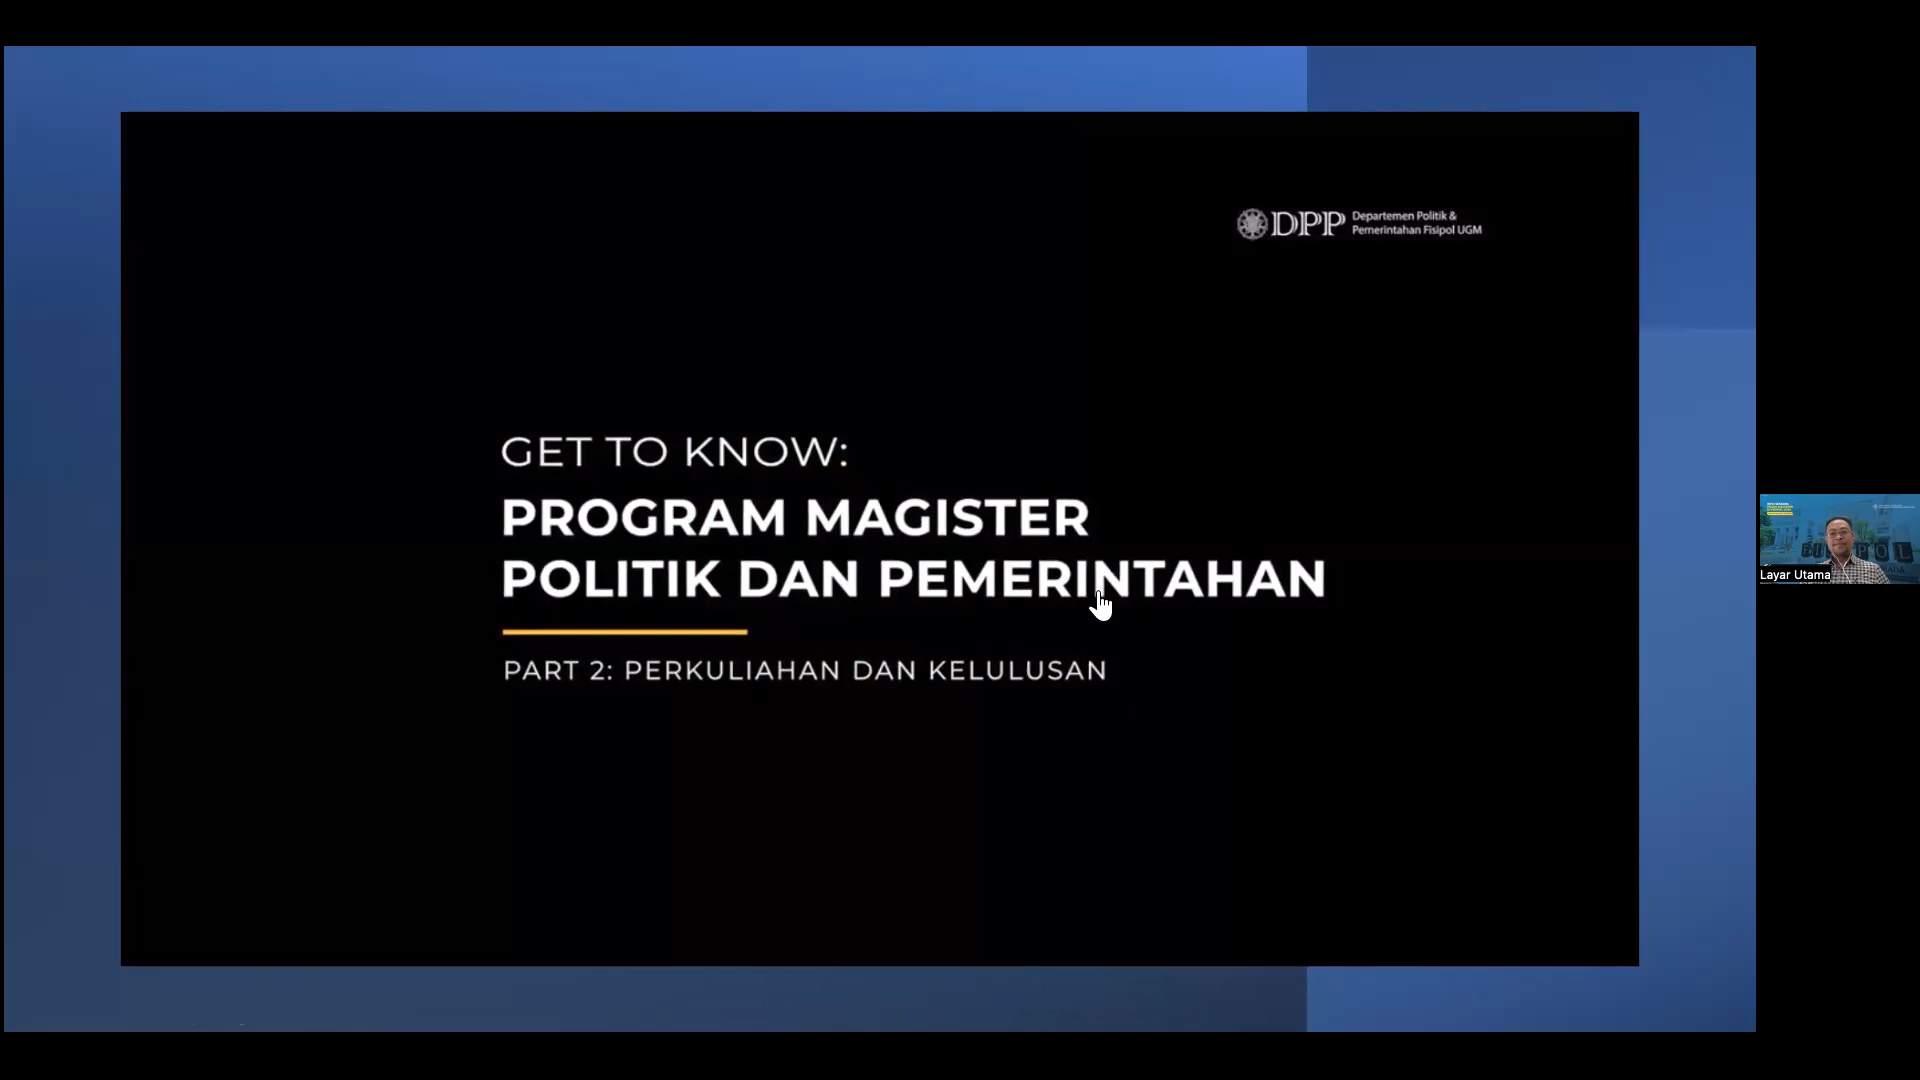 DPP
Departemen Politik &
Pemerintahan Fisipol UGM
GET TO KNOW:
PROGRAM MAGISTER
POLITIK DAN PEMERINTAHAN
PART 2: PERKULIAHAN DAN KELULUSAN
Layar Utama